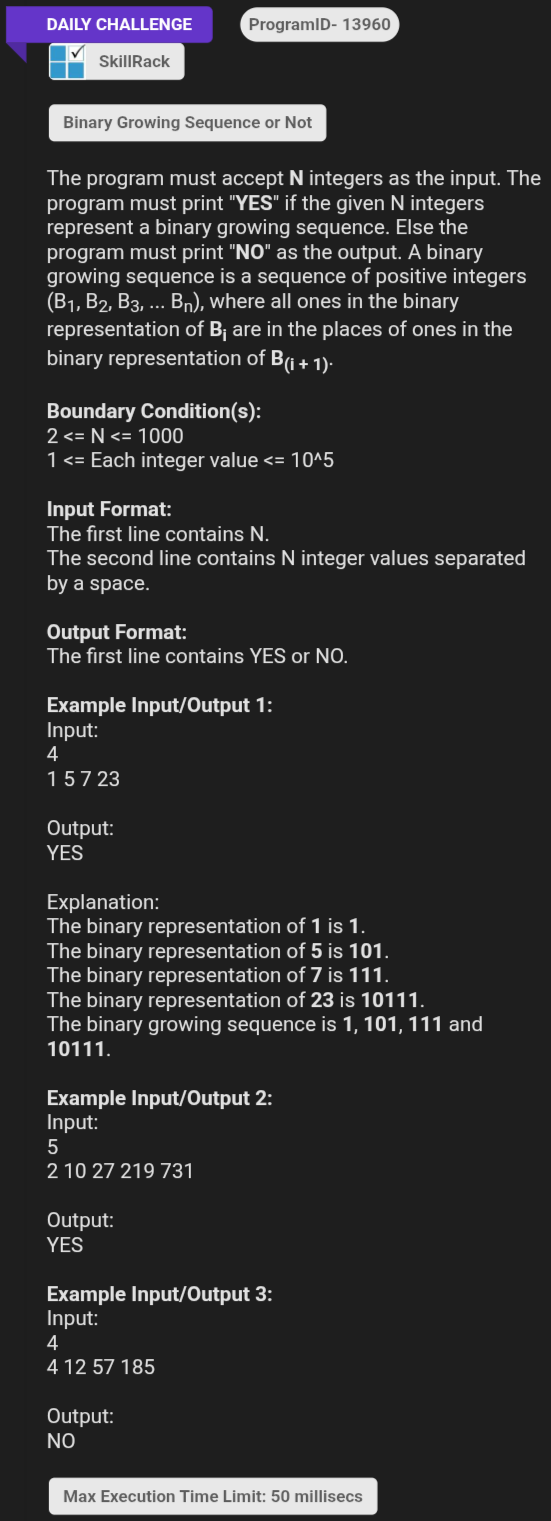 DAILY CHALLENGE
ProgramID- 13960
SkillRack
Binary Growing Sequence or Not
The program must accept N integers as the input. The
program must print "YES" if the given N integers
represent a binary growing sequence. Else the
program must print "NO" as the output. A binary
growing sequence is a sequence of positive integers
(B1, B2, B3, ... Bn), where all ones in the binary
representation of Bi are in the places of ones in the
binary representation of B(i + 1).
Boundary Condition(s):
2 <= N <= 1000
1 <= Each integer value <= 10^5
Input Format:
The first line contains N.
The second line contains N integer values separated
by a space.
Output Format:
The first line contains YES or NO.
Example Input/Output 1:
Input:
4
1 5 7 23
Output:
YES
Explanation:
The binary representation of 1 is 1.
The binary representation of 5 is 101.
The binary representation of 7 is 111.
The binary representation of 23 is 10111.
The binary growing sequence is 1, 101, 111 and
10111.
Example Input/Output 2:
Input:
5
2 10 27 219 731
Output:
YES
Example Input/Output 3:
Input:
4
4 12 57 185
Output:
NO
Max Execution Time Limit: 50 millisecs